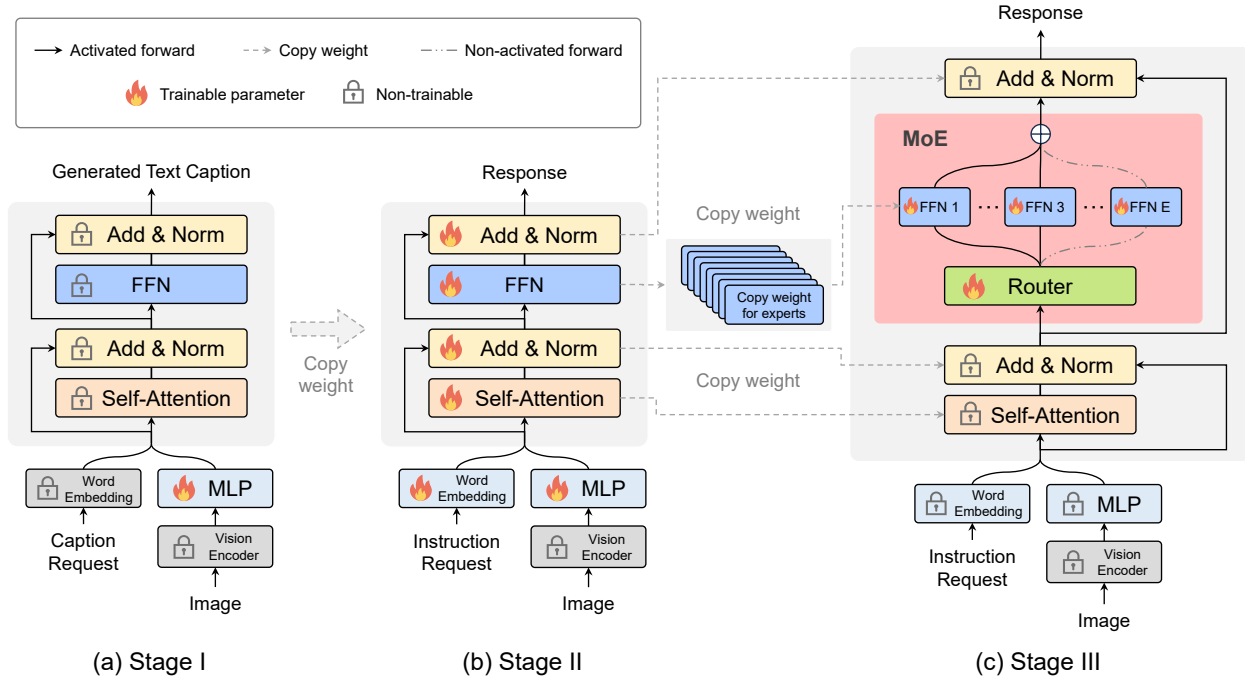 Activated forward
Copy weight
Non-activated forward
Trainable parameter
Non-trainable
Generated Text Caption
Add & Norm
FFN
Add & Norm
Self-Attention
Word
Embedding
MLP
Caption
Request
Vision
Encoder
Image
(a) Stage I
Copy
weight
Response
Add & Norm
FFN
Add & Norm
Self-Attention
Word
Embedding
MLP
Instruction
Request
Vision
Encoder
Image
(b) Stage II
Copy weight
Copy weight
for experts
Copy weight
Response
Add & Norm
MoE
FFN 1
FFN 3
FFN E
Router
Add & Norm
Self-Attention
Word
Embedding
MLP
Instruction
Request
Vision
Encoder
Image
(c) Stage III